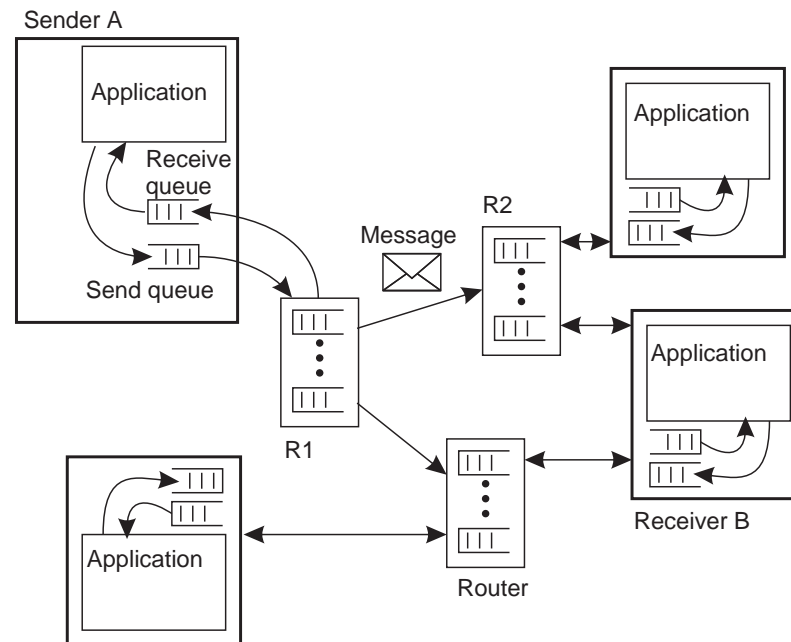 Sender A
Application
Receive
queue
Send queue
Message
R1
R2
Application
Application
Receiver B
Router
Application